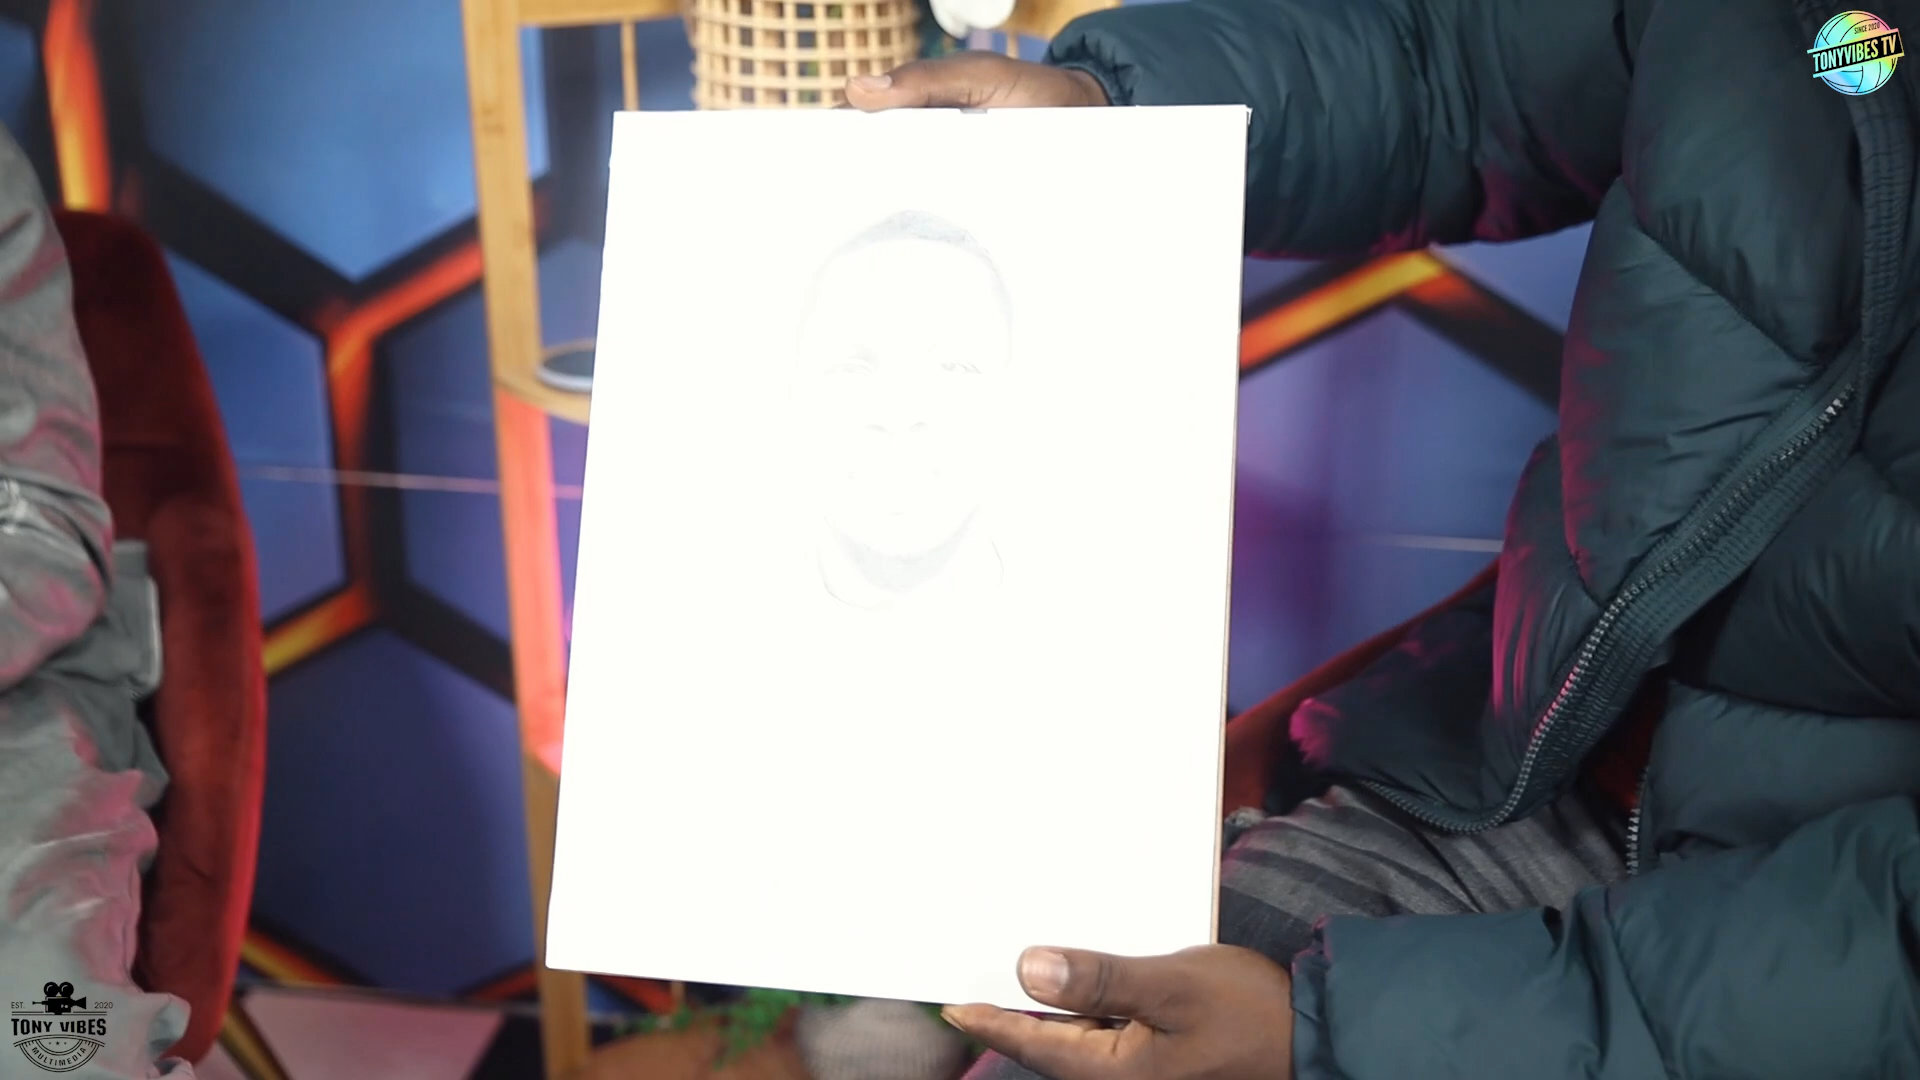 SINCE 2020
TONYVIBES TV
EST. 2020
TONY VIBES
MULTIMEDIA